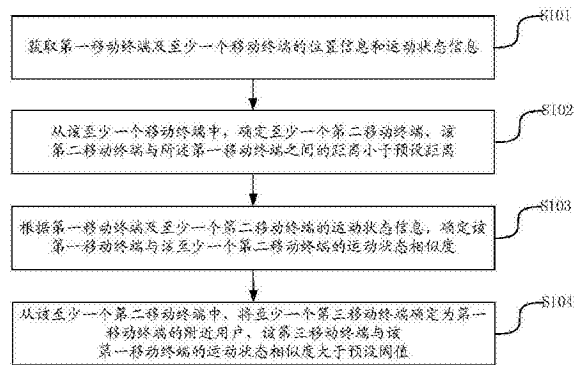 S101
获取第一移动终端及至少一个移动终端的位置信息和运动状态信息
S102
从该至少一个移动终端中，确定至少一个第二移动终端、该
第二移动终端与所述第一移动终端之间的距离小于预设距离
S103
根据第一移动终端及至少一个第二移动终端的运动状态信息，确定该
第一移动终端与该至少一个第二移动终端的运动状态相似度
S104
从该至少一个第二移动终端中、将至少一个第三移动终端确定为第一
移动终端的附近用户、该第三移动终端与该
第一移动终端的运动状态相似度大于预设阈值